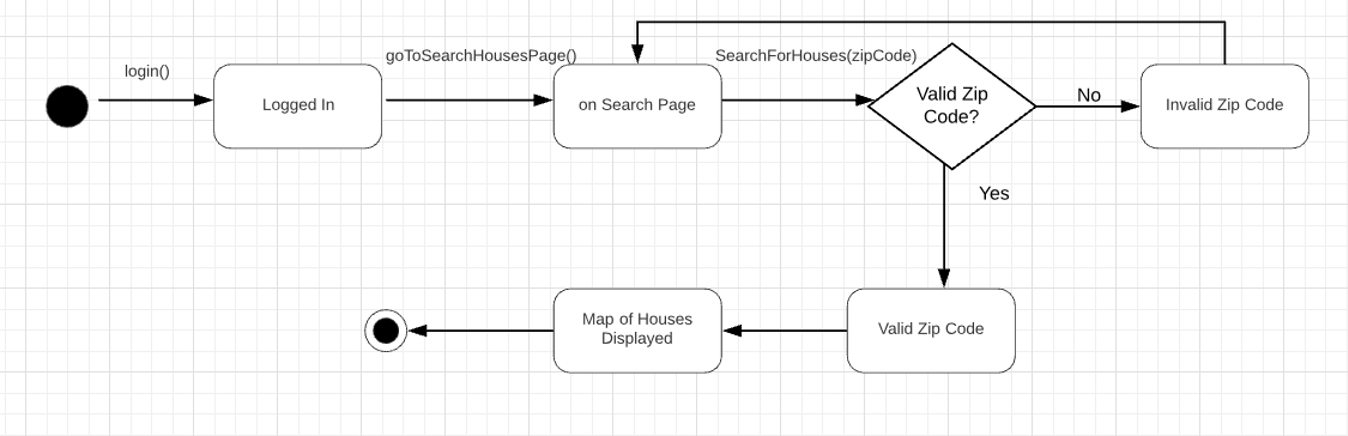 login()
Logged In
goToSearchHousesPage()
on Search Page
SearchForHouses(zipCode)
Valid Zip
Code?
No
Invalid Zip Code
Yes
Map of Houses
Displayed
Valid Zip Code